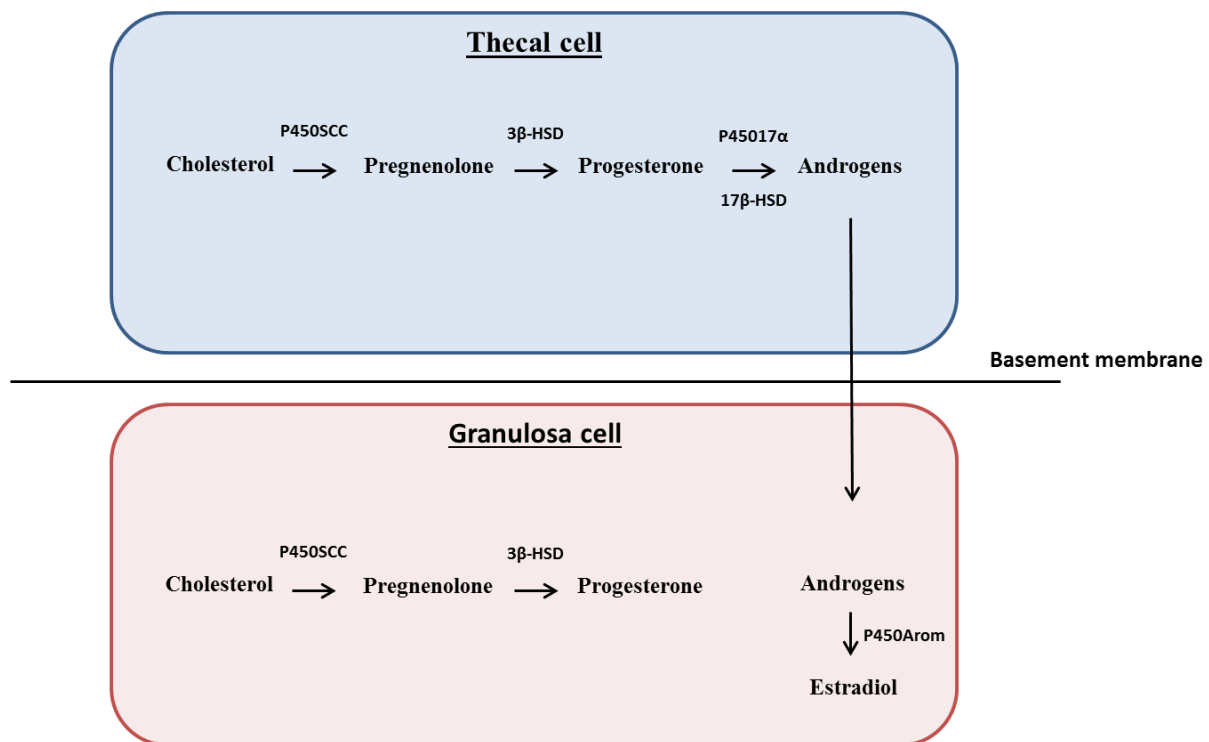 Thecal cell
P450SCC 3β-HSD P45017α
Cholesterol Pregnenolone Progesterone Androgens
17β-HSD
Basement membrane
Granulosa cell
P450SCC 3β-HSD
Cholesterol Pregnenolone Progesterone Androgens
P450Arom
Estradiol